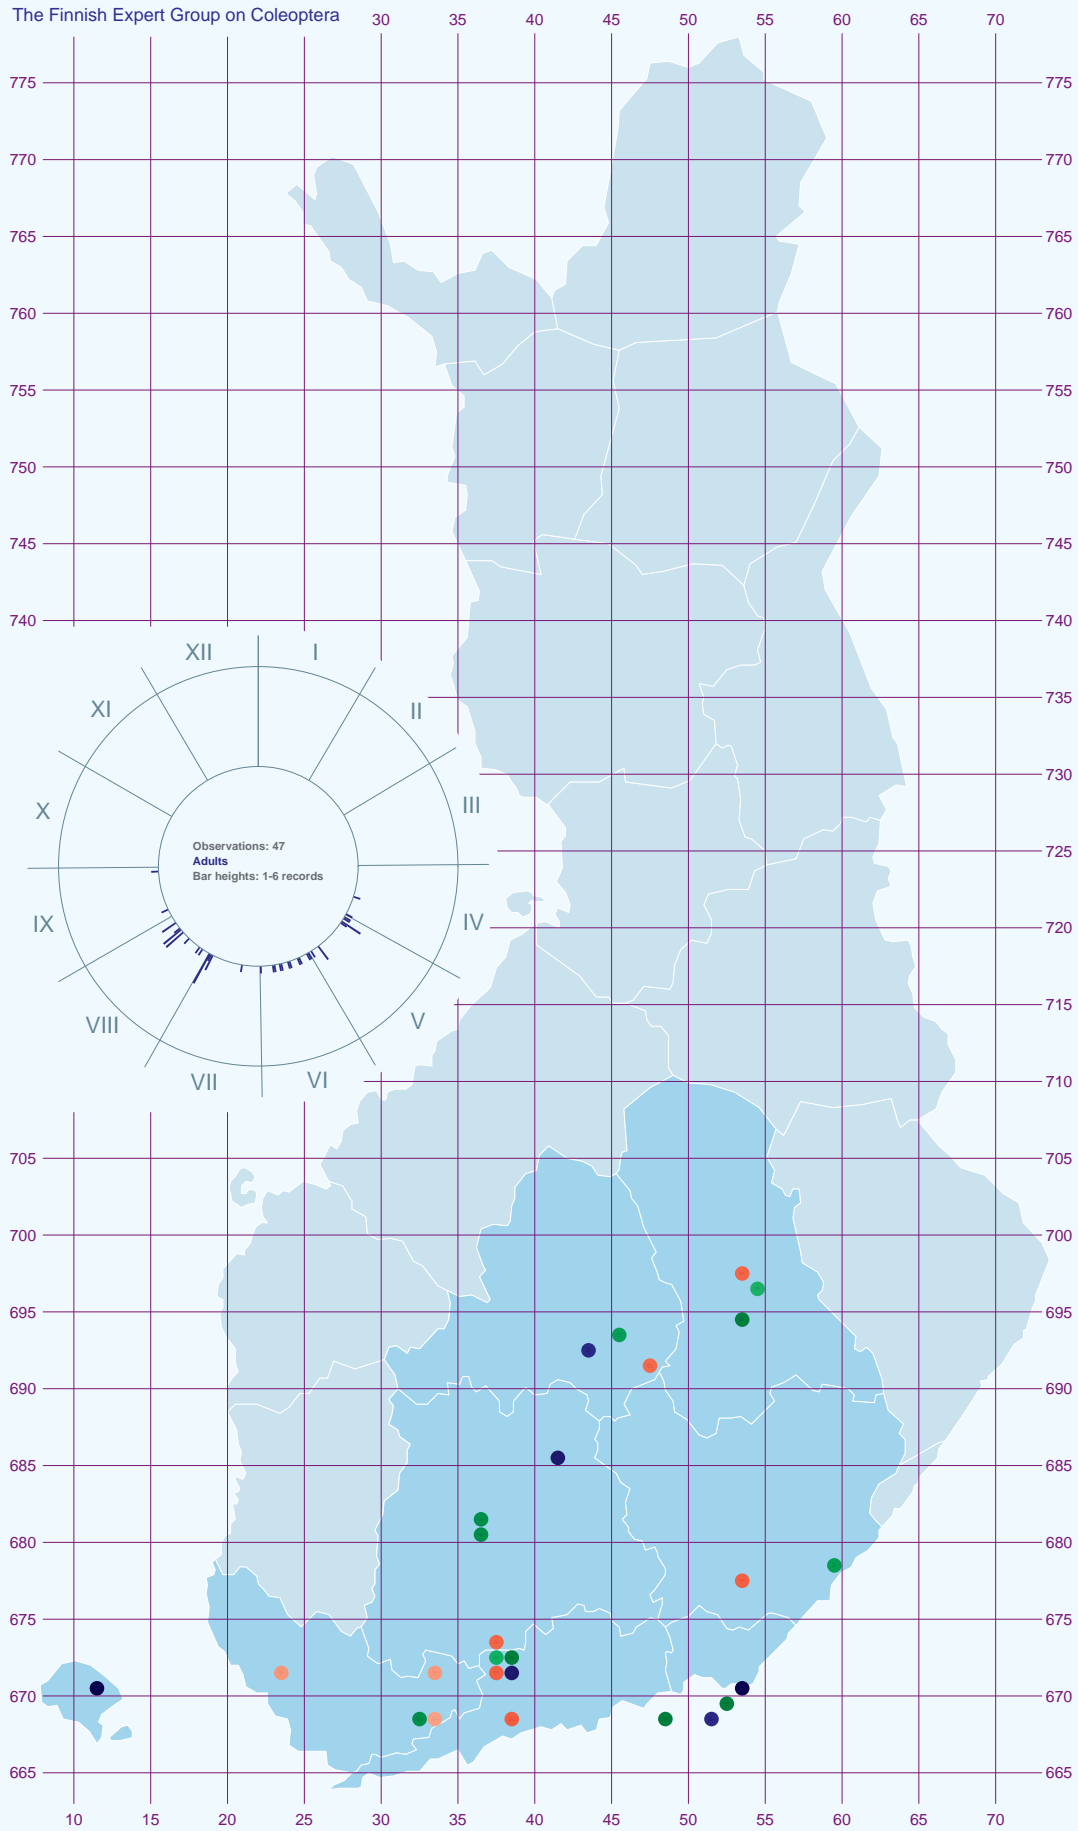 The Finnish Expert Group on Coleoptera 30 35 40 45 50 55 60 65 70
775 775
770 770
765 765
760 760
755 755
750 750
745 745
740 740
XII I
XI II
735
730
X III
725
Observations: 47
Adults
Bar heights: 1-6 records
IX IV 720
715
VIII V
VII VI 710
705 705
700 700
695 695
690 690
685 685
680 680
675 675
670 670
665 665
10 15 20 25 30 35 40 45 50 55 60 65 70